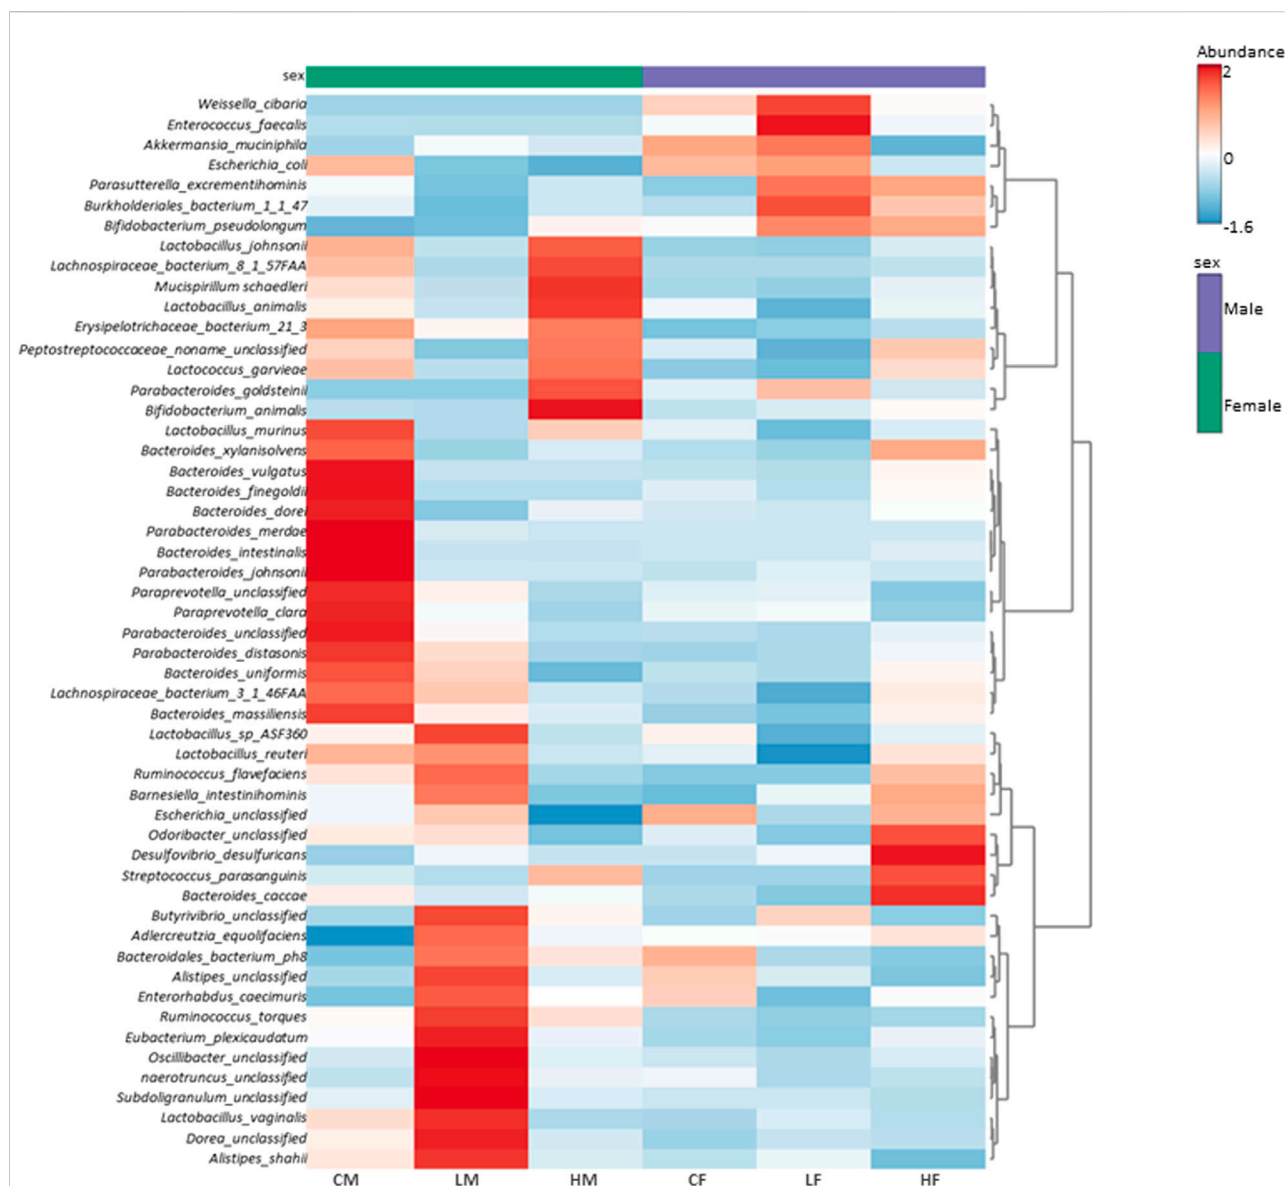 Abundance
2
0
-1.6
sex
Male
Female
sex
Weissella_cibaria
Enterococcus_faecalis
Akkermansia_muciniphila
Escherichia_coli
Parasutterella_excrementihominis
Burkholderiales_bacterium_1_1_47
Bifidobacterium_pseudolongum
Lactobacillus_johnsonii
Lachnospiraceae_bacterium_8_1_57FAA
Mucispirillum schaedleri
Lactobacillus_animalis
Erysipelotrichaceae_bacterium_21_3
Peptostreptococcaceae_noname_unclassified
Lactococcus_garvieae
Parabacteroides_goldsteinii
Bifidobacterium_animalis
Lactobacillus_murinus
Bacteroides_xylanisolvens
Bacteroides_vulgatus
Bacteroides_finegoldii
Bacteroides_dorei
Parabacteroides_merdae
Bacteroides_intestinalis
Parabacteroides_johnsonii
Paraprevotella_unclassified
Paraprevotella_clara
Parabacteroides_unclassified
Parabacteroides_distasonis
Bacteroides_uniformis
Lachnospiraceae_bacterium_3_1_46FAA
Bacteroides_massiliensis
Lactobacillus_sp_ASF360
Lactobacillus_reuteri
Ruminococcus_flavefaciens
Barnesiella_intestinihominis
Escherichia_unclassified
Odoribacter_unclassified
Desulfovibrio_desulfuricans
Streptococcus_parasanguinis
Bacteroides_caccae
Butyrivibrio_unclassified
Adlercreutzia_equolifaciens
Bacteroidales_bacterium_ph8
Alistipes_unclassified
Enterorhabdus_caecimuris
Ruminococcus_torques
Eubacterium_plexicaudatum
Oscillibacter_unclassified
naerotruncus_unclassified
Subdoligranulum_unclassified
Lactobacillus_vaginalis
Dorea_unclassified
Alistipes_shahii
CM LM HM CF LF HF